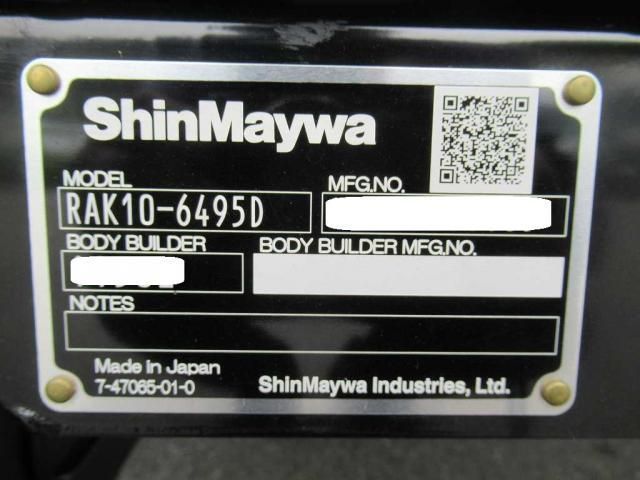 ShinMaywa
MODEL
MFG.NO.
RAK10-6495D
BODY BUILDER
BODY BUILDER MFG.NO.
NOTES
Made in Japan
7-47065-01-0
ShinMaywa Industries, Ltd.